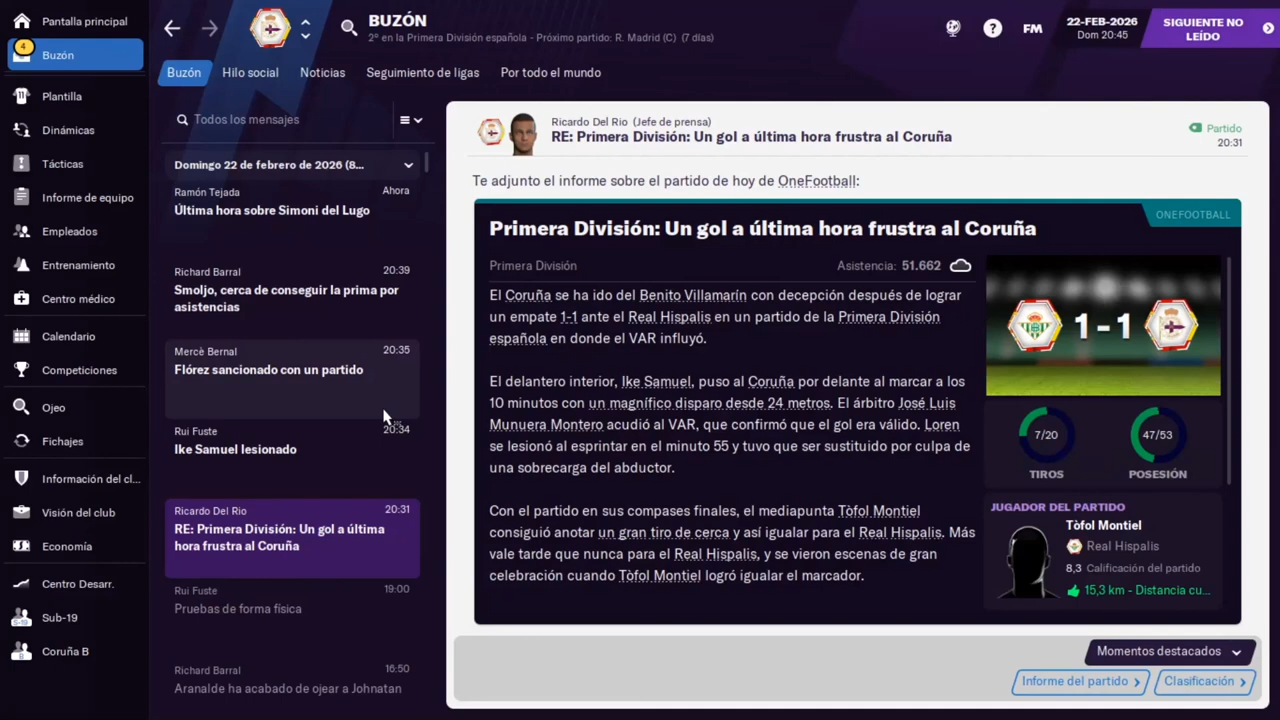 Pantalla principal
4
Buzón
Plantilla
Dinámicas
Tácticas
Informe de equipo
Empleados
Entrenamiento
Centro médico
Calendario
Competiciones
Ojeo
Fichajes
Información del cl...
Visión del club
Economía
Centro Desarr.
Sub-19
Coruña B
BUZÓN
2º en la Primera División española - Próximo partido: R. Madrid (C) (7 días)
FM
22-FEB-2026
Dom 20:45
SIGUIENTE NO
LEÍDO
Buzón
Hilo social
Noticias
Seguimiento de ligas
Por todo el mundo
Todos los mensajes
Domingo 22 de febrero de 2026 (8...
Ramón Tejada
Ahora
Última hora sobre Simoni del Lugo
Richard Barral
20:39
Smoljo, cerca de conseguir la prima por
asistencias
Mercè Bernal
20:35
Flórez sancionado con un partido
Rui Fuste
20:34
Ike Samuel lesionado
Ricardo Del Rio
20:31
RE: Primera División: Un gol a última
hora frustra al Coruña
Rui Fuste
19:00
Pruebas de forma física
Richard Barral
16:50
Aranalde ha acabado de ojear a Johnatan
Ricardo Del Rio (Jefe de prensa)
RE: Primera División: Un gol a última hora frustra al Coruña
Partido
20:31
Te adjunto el informe sobre el partido de hoy de OneFootball:
ONEFOOTBALL
Primera División: Un gol a última hora frustra al Coruña
Primera División
Asistencia: 51.662
El Coruña se ha ido del Benito Villamarín con decepción después de lograr
un empate 1-1 ante el Real Hispalis en un partido de la Primera División
española en donde el VAR influyó.
El delantero interior, Ike Samuel, puso al Coruña por delante al marcar a los
10 minutos con un magnífico disparo desde 24 metros. El árbitro José Luis
Munuera Montero acudió al VAR, que confirmó que el gol era válido. Loren
se lesionó al esprintar en el minuto 55 y tuvo que ser sustituido por culpa de
una sobrecarga del abductor.
Con el partido en sus compases finales, el mediapunta Tòfol Montiel
consiguió anotar un gran tiro de cerca y así igualar para el Real Hispalis. Más
vale tarde que nunca para el Real Hispalis, y se vieron escenas de gran
celebración cuando Tòfol Montiel logró igualar el marcador.
1-1
7/20
TIROS
47/53
POSESIÓN
JUGADOR DEL PARTIDO
Tòfol Montiel
Real Hispalis
8,3 Calificación del partido
15,3 km - Distancia cu...
Momentos destacados
Informe del partido
Clasificación